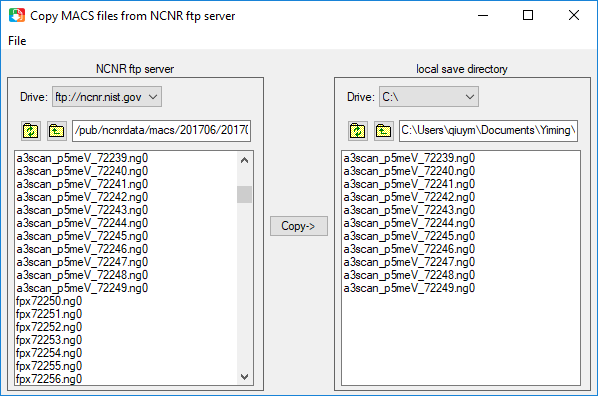 Copy MACS files from NCNR ftp server
File
NCNR ftp server
Drive: ftp://ncnr.nist.gov
/pub/ncnrdata/macs/201706/2017
a3scan_p5meV_72239.ng0
a3scan_p5meV_72240.ng0
a3scan_p5meV_72241.ng0
a3scan_p5meV_72242.ng0
a3scan_p5meV_72243.ng0
a3scan_p5meV_72244.ng0
a3scan_p5meV_72245.ng0
a3scan_p5meV_72246.ng0
a3scan_p5meV_72247.ng0
a3scan_p5meV_72248.ng0
a3scan_p5meV_72249.ng0
fpx72250.ng0
fpx72251.ng0
fpx72252.ng0
fpx72253.ng0
fpx72254.ng0
fpx72255.ng0
fpx72256.ng0
Copy->
local save directory
Drive: C:\
C:\Users\qiuym\Documents\Yiming\
a3scan_p5meV_72239.ng0
a3scan_p5meV_72240.ng0
a3scan_p5meV_72241.ng0
a3scan_p5meV_72242.ng0
a3scan_p5meV_72243.ng0
a3scan_p5meV_72244.ng0
a3scan_p5meV_72245.ng0
a3scan_p5meV_72246.ng0
a3scan_p5meV_72247.ng0
a3scan_p5meV_72248.ng0
a3scan_p5meV_72249.ng0